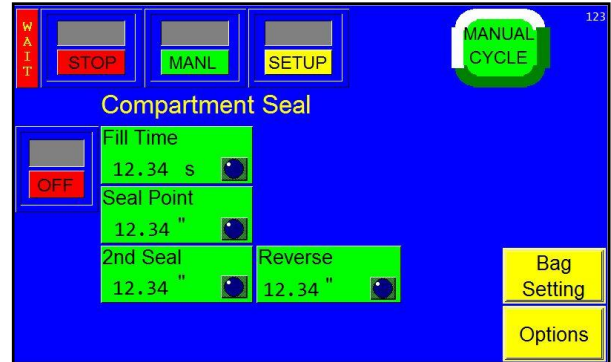 WAIT
STOP
MANL
SETUP
MANUAL
CYCLE
123
Compartment Seal
OFF
Fill Time
12.34 s
Seal Point
12.34 "
2nd Seal
12.34 "
Reverse
12.34 "
Bag
Setting
Options